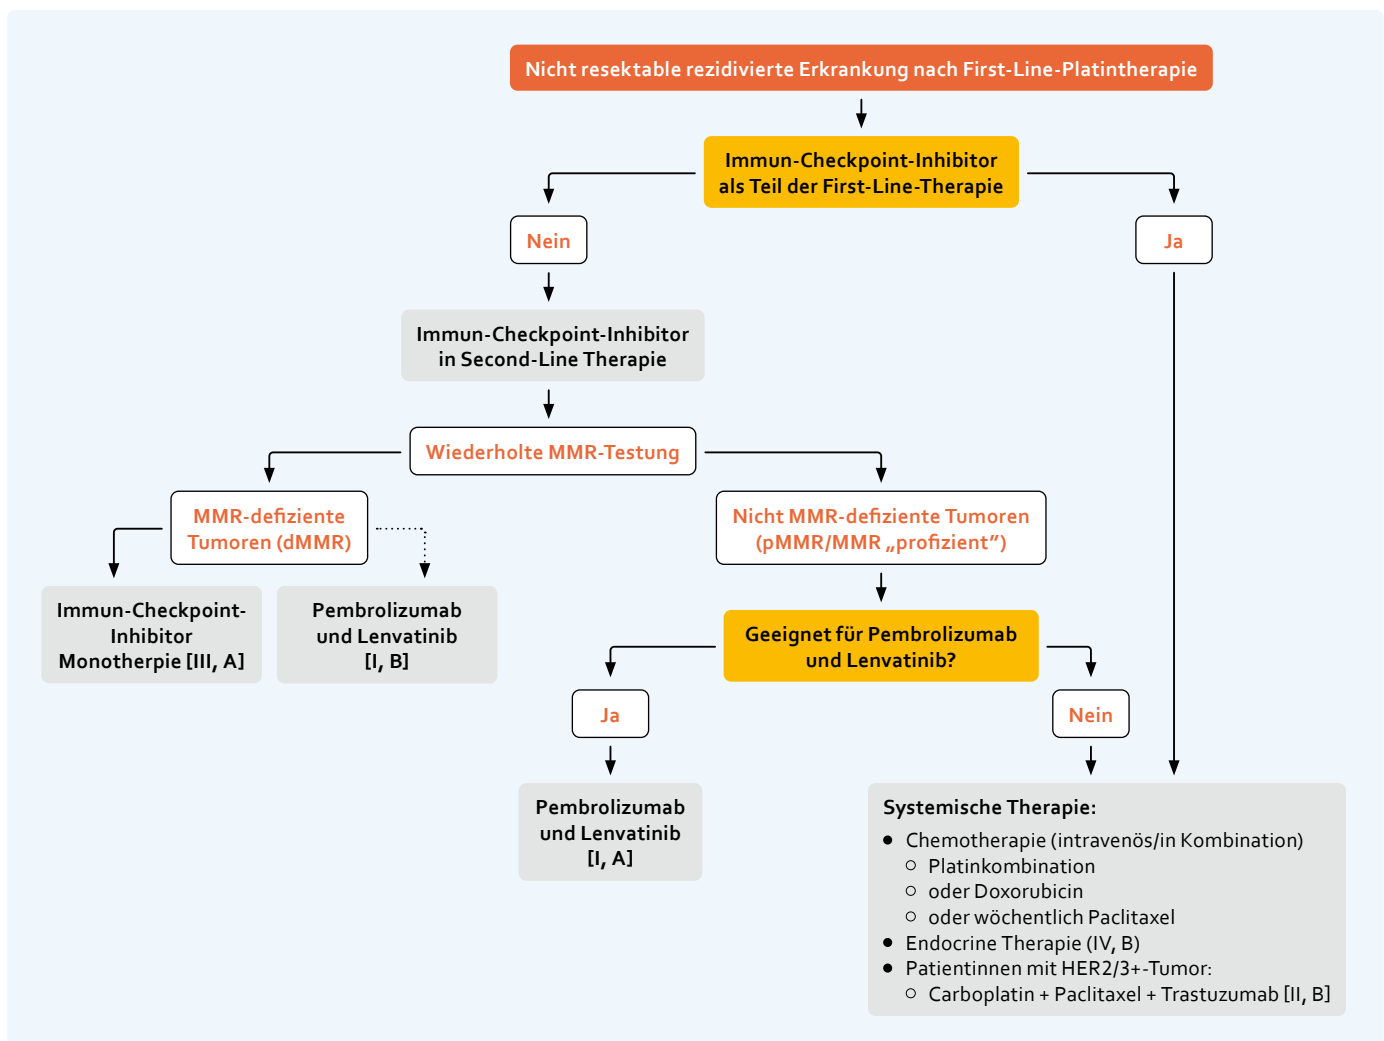 Nicht resektable rezidivierte Erkrankung nach First-Line-Platintherapie
Immun-Checkpoint-Inhibitor
als Teil der First-Line-Therapie
Nein
Ja
Immun-Checkpoint-Inhibitor
in Second-Line Therapie
Wiederholte MMR-Testung
MMR-defiziente
Tumoren (dMMR)
Nicht MMR-defiziente Tumoren
(pMMR/MMR „profizient”)
Immun-Checkpoint-
Inhibitor
Monotherpie [III, A]
Pembrolizumab
und Lenvatinib
[I, B]
Geeignet für Pembrolizumab
und Lenvatinib?
Ja
Nein
Pembrolizumab
und Lenvatinib
[I, A]
Systemische Therapie:
● Chemotherapie (intravenös/in Kombination)
○ Platinkombination
○ oder Doxorubicin
○ oder wöchentlich Paclitaxel
● Endocrine Therapie (IV, B)
● Patientinnen mit HER2/3+-Tumor:
○ Carboplatin + Paclitaxel + Trastuzumab [II, B]